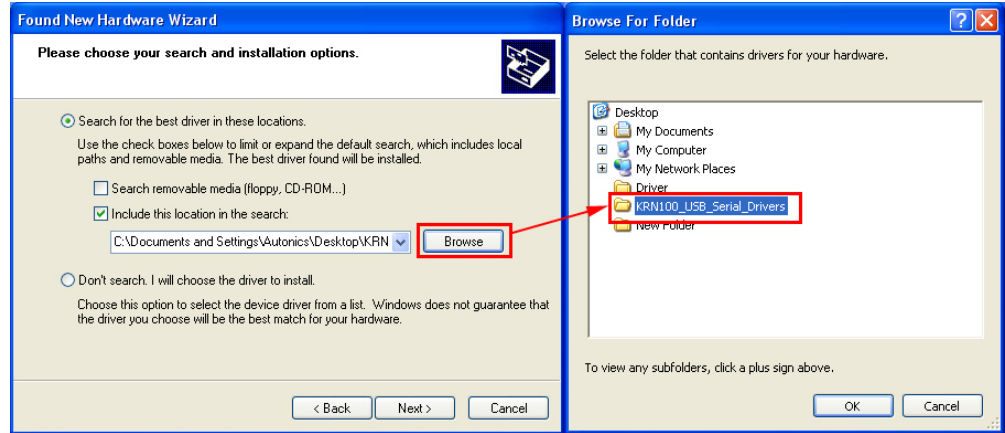 Found New Hardware Wizard
Please choose your search and installation options.
Search for the best driver in these locations.
Use the check boxes below to limit or expand the default search, which includes local
paths and removable media. The best driver found will be installed.
Search removable media (floppy, CD-ROM...)
Include this location in the search:
C:\Documents and Settings\Autonics\Desktop\KRN
Browse
Don't search. I will choose the driver to install.
Choose this option to select the device driver from a list. Windows does not guarantee that
the driver you choose will be the best match for your hardware.
< Back
Next >
Cancel
Browse For Folder
Select the folder that contains drivers for your hardware.
Desktop
My Documents
My Computer
My Network Places
Driver
KRN100_USB_Serial_Drivers
New Folder
To view any subfolders, click a plus sign above.
OK
Cancel